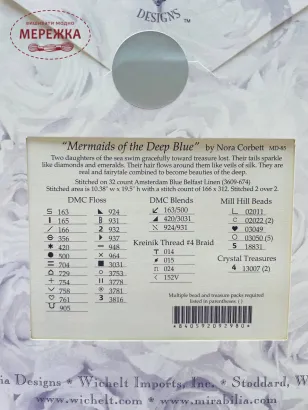 ВИШИВАТИ МОДНО
МЕРЕЖКА
DESIGNS
"Mermaids of the Deep Blue" by Nora Corbett MD-85
Two daughters of the sea swim gracefully toward treasure lost. Their tails sparkle
like diamonds and emeralds. Their hair flows around them like veils of silk. They are
real and fairytale combined to become beauties of the deep.
Stitched on 32 count Amsterdam Blue Belfast Linen (3609-674)
Stitched area is 10.38" w x 19.5" h with a stitch count of 166 x 312. Stitched 2 over 2.
DMC Floss
163 924
165 931
166 932
356 937
420 948
500 964
704 3031
729 3753
754 3778
758 3781
761 3816
905
DMC Blends
163/500
420/3031
924/931
Kreinik Thread #4 Braid
014
015
024
152V
Mill Hill Beads
02011
02022 (2)
03049
03050 (5)
18831
Crystal Treasures
13007 (2)
Multiple bead and treasure packs required
listed in parentheses: ( )
8 40592 09398 0
ia Designs * Wichelt Imports, Inc. * Stoddard, W
www.wichelt.com * www.mirabilia.com